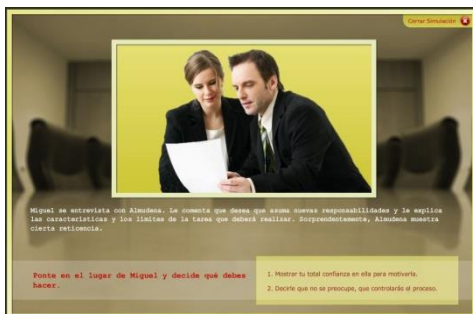 Cerrar Simulación
Miguel se entrevista con Almudena. Le comenta que desea que asuma nuevas responsabilidades y le explica
las características y los límites de la tarea que deberá realizar. Sorprendentemente, Almudena muestra
cierta reticencia.
Ponte en el lugar de Miguel y decide qué debes
hacer.
1. Mostrar tu total confianza en ella para motivarla.
2. Decirle que no se preocupe, que controlarás el proceso.